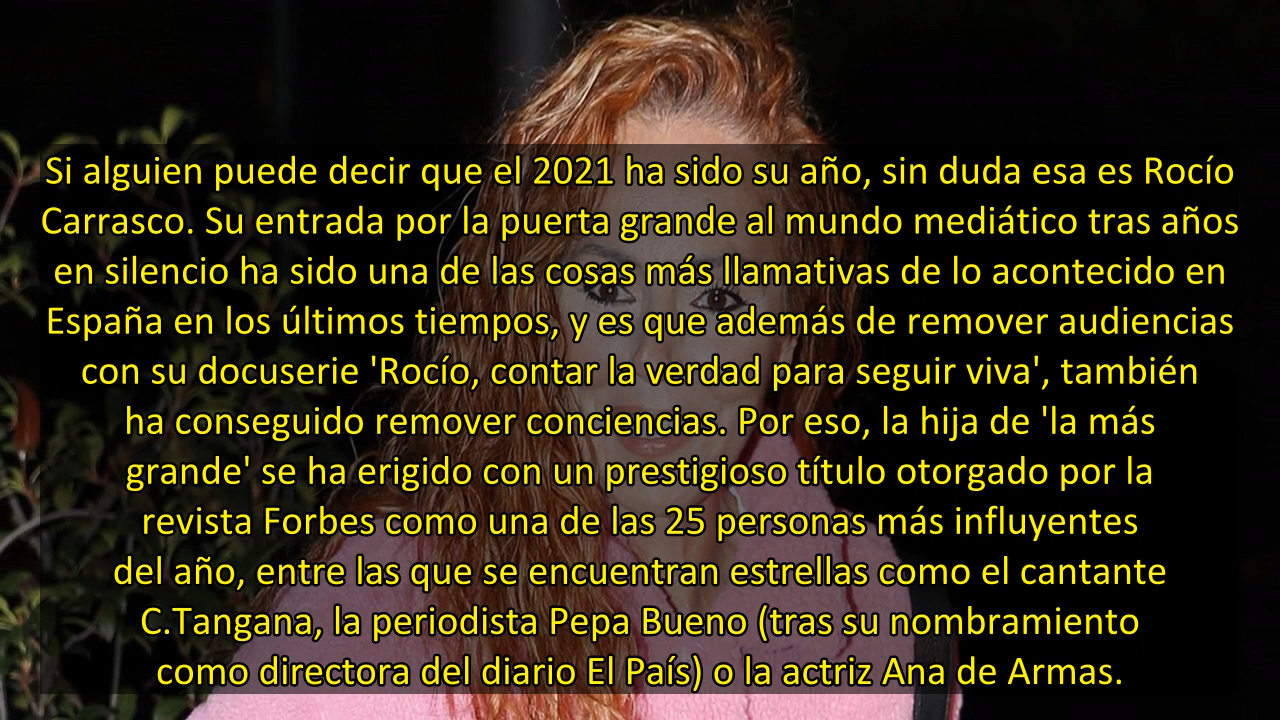 Si alguien puede decir que el 2021 ha sido su año, sin duda esa es Rocío
Carrasco. Su entrada por la puerta grande al mundo mediático tras años
en silencio ha sido una de las cosas más llamativas de lo acontecido en
España en los últimos tiempos, y es que además de remover audiencias
con su docuserie 'Rocío, contar la verdad para seguir viva', también
ha conseguido remover conciencias. Por eso, la hija de 'la más
grande' se ha erigido con un prestigioso título otorgado por la
revista Forbes como una de las 25 personas más influyentes
del año, entre las que se encuentran estrellas como el cantante
C.Tangana, la periodista Pepa Bueno (tras su nombramiento
como directora del diario El País) o la actriz Ana de Armas.